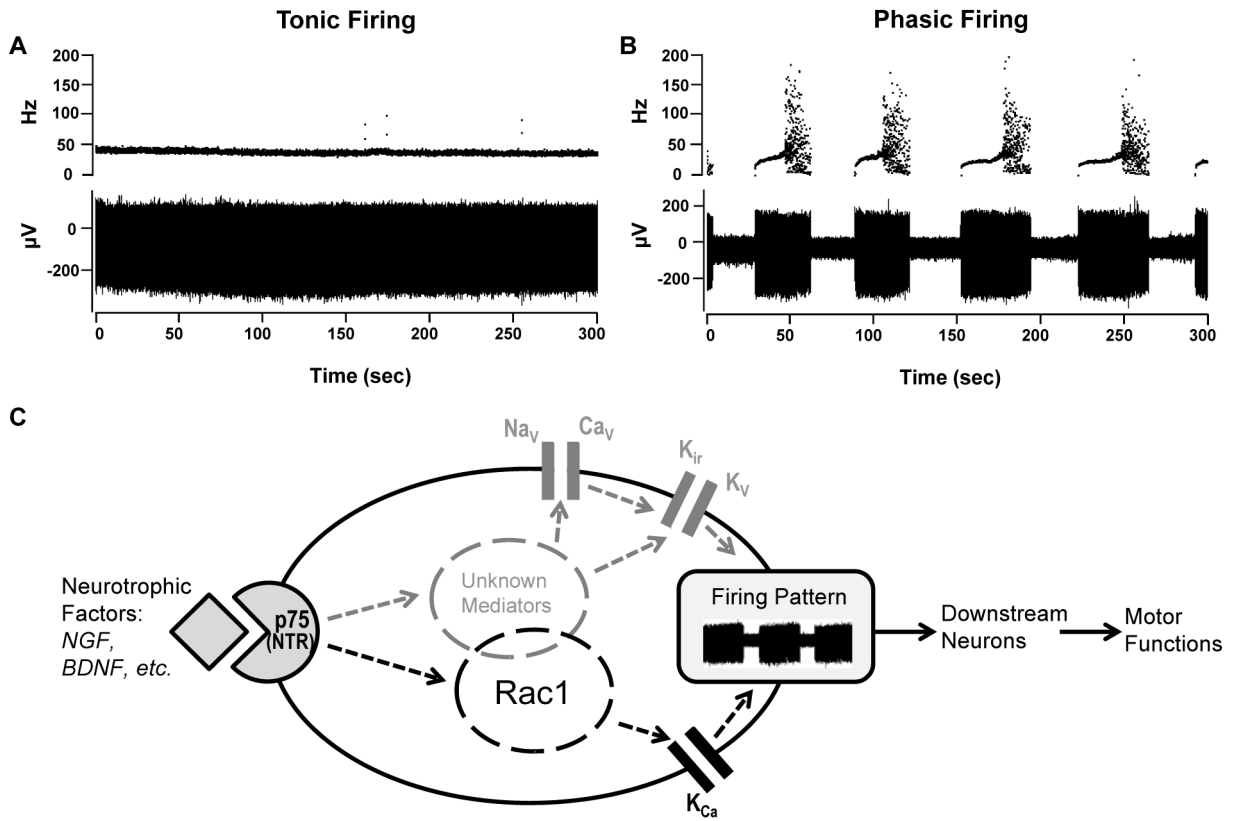 Tonic Firing
Phasic Firing
A
200
150
100
50
0
Hz
0
-200
µV
0 50 100 150 200 250 300
Time (sec)
B
200
150
100
50
0
Hz
200
0
-200
µV
0 50 100 150 200 250 300
Time (sec)
C
NaV
CaV
Kir
KV
Neurotrophic
Factors:
NGF,
BDNF, etc.
p75
(NTR)
Unknown
Mediators
Rac1
KCa
Firing Pattern
Downstream
Neurons
Motor
Functions